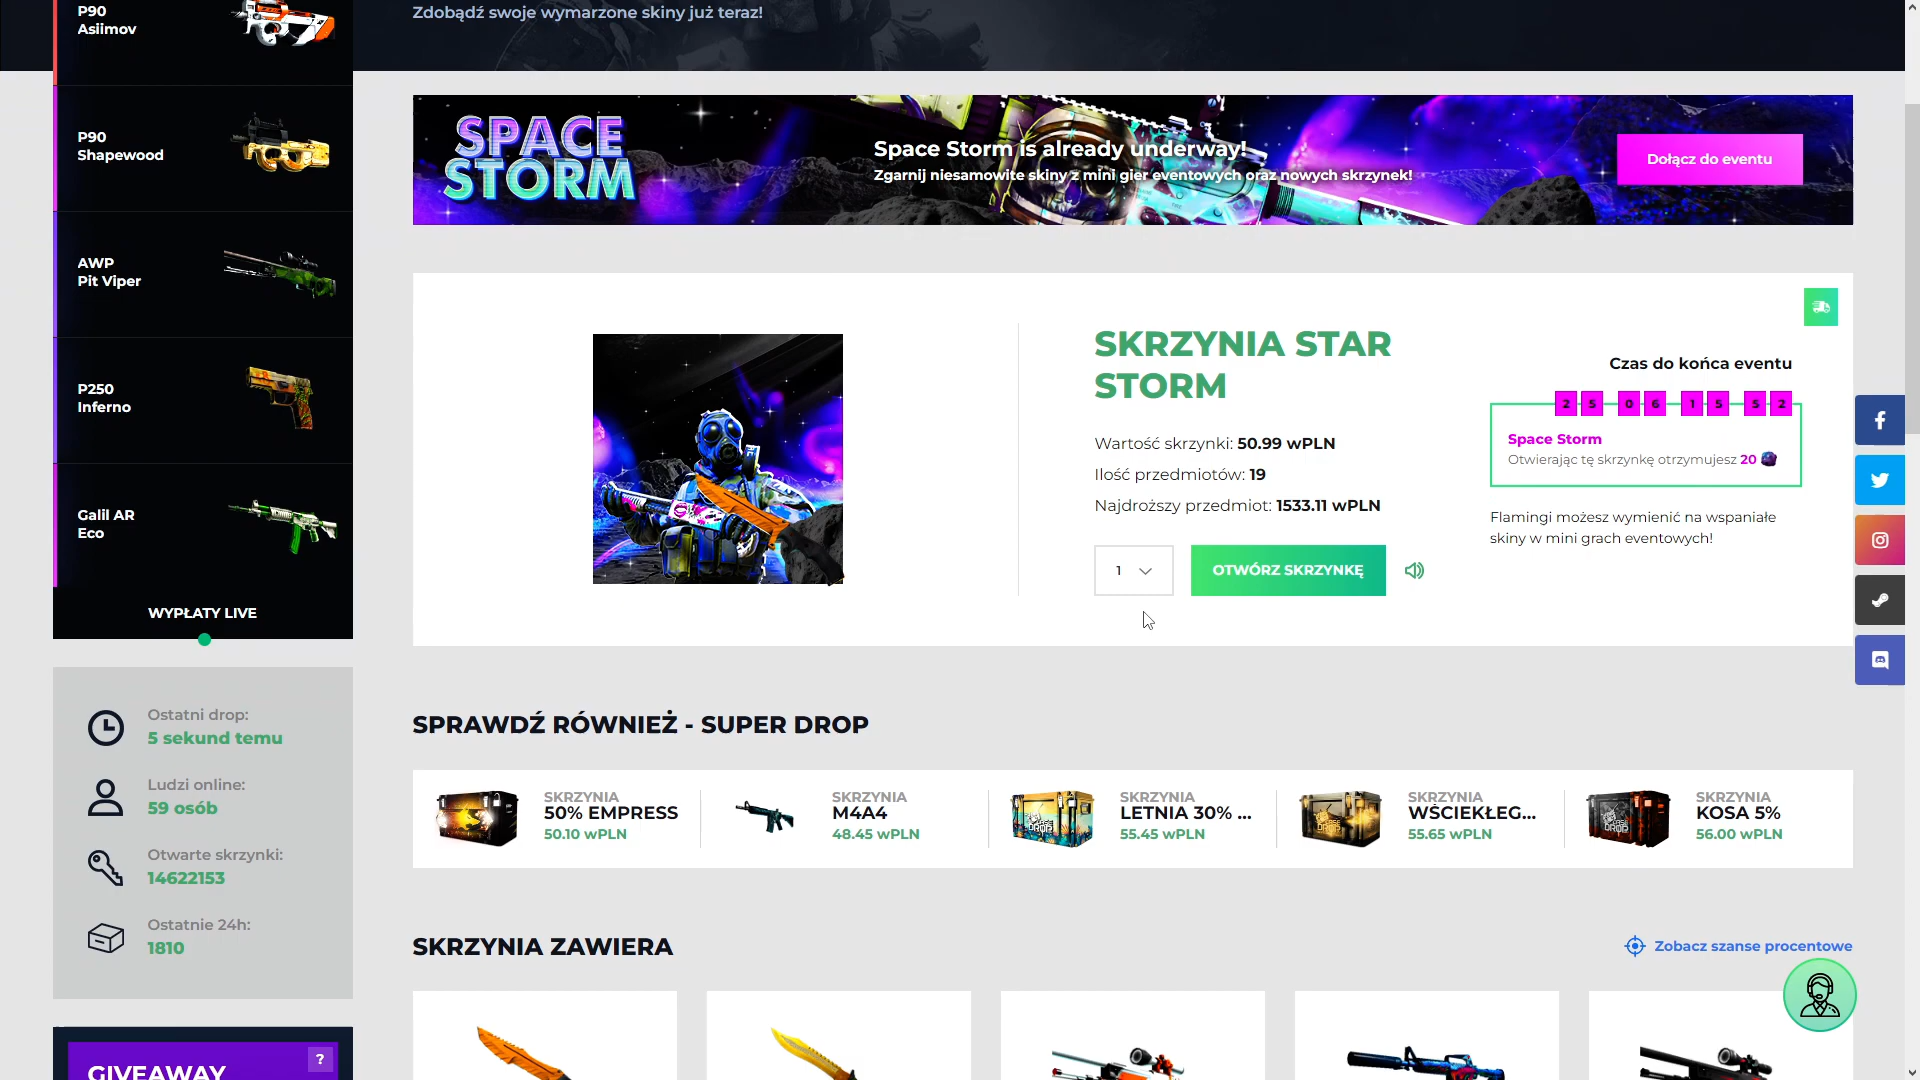 P90
Asiimov
P90
Shapewood
AWP
Pit Viper
P250
Inferno
Galil AR
Eco
WYPŁATY LIVE
Ostatni drop:
5 sekund temu
Ludzi online:
59 osób
Otwarte skrzynki:
14622153
Ostatnie 24h:
1810
GIVEAWAY
?
Zdobądź swoje wymarzone skiny już teraz!
SPACE
STORM
Space Storm is already underway!
Zgarnij niesamowite skiny z mini gier eventowych oraz nowych skrzynek!
Dołącz do eventu
SKRZYNIA STAR
STORM
Wartość skrzynki: 50.99 wPLN
Ilość przedmiotów: 19
Najdroższy przedmiot: 1533.11 wPLN
1
OTWÓRZ SKRZYNKĘ
Czas do końca eventu
2 5 0 6 1 5 5 2
Space Storm
Otwierając tę skrzynkę otrzymujesz 20
Flamingi możesz wymienić na wspaniałe
skiny w mini grach eventowych!
SPRAWDŹ RÓWNIEŻ - SUPER DROP
SKRZYNIA
50% EMPRESS
50.10 wPLN
SKRZYNIA
M4A4
48.45 wPLN
SKRZYNIA
LETNIA 30% ...
55.45 wPLN
SKRZYNIA
WŚCIEKŁEG...
55.65 wPLN
SKRZYNIA
KOSA 5%
56.00 wPLN
SKRZYNIA ZAWIERA
Zobacz szanse procentowe